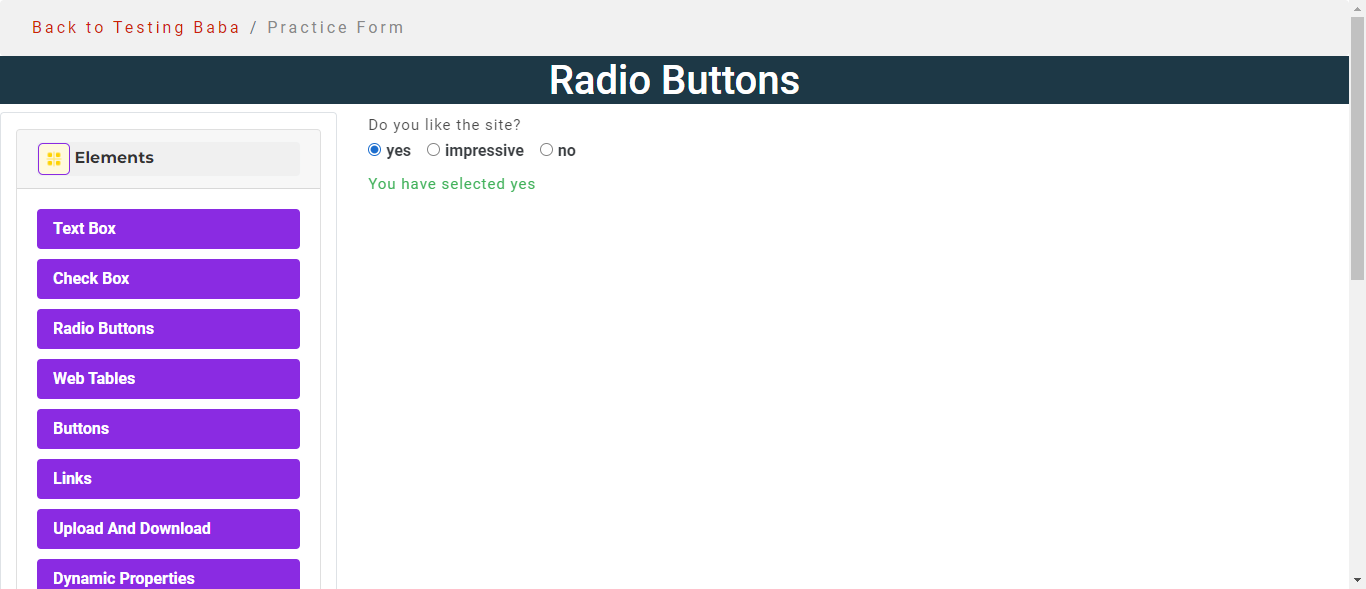 Back to Testing Baba / Practice Form
Radio Buttons
Elements
Text Box
Check Box
Radio Buttons
Web Tables
Buttons
Links
Upload And Download
Dynamic Properties
Do you like the site?
yes impressive no
You have selected yes